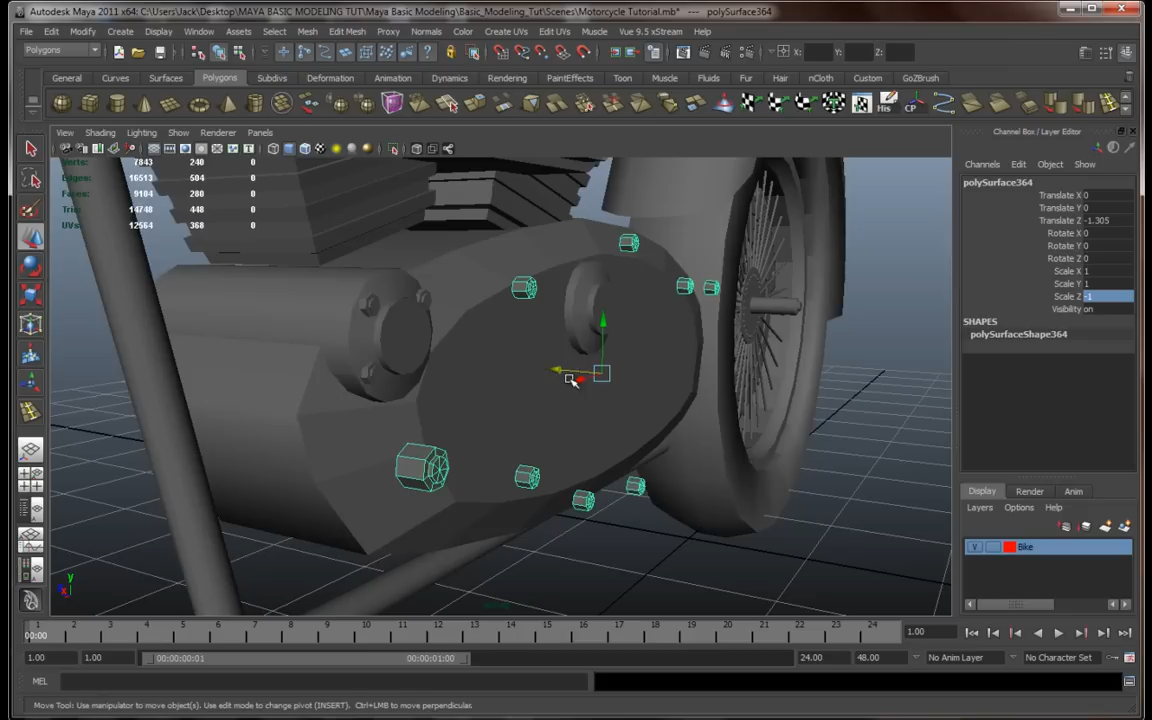 Autodesk Maya 2011 x64: C:\Users\Jack\Desktop\MAYA BASIC MODELING TUT\Maya Basic Modeling\Basic_Modeling_Tut\Scenes\Motorcycle Tutorial.mb* --- polySurface364
File Edit Modify Create Display Window Assets Select Mesh Edit Mesh Proxy Normals Color Create UVs Edit UVs Muscle Vue 9.5 xStream Help
Polygons X: Y: Z:
General Curves Surfaces Polygons Subdivs Deformation Animation Dynamics Rendering PaintEffects Toon Muscle Fluids Fur Hair nCloth Custom GoZBrush
His CP
View Shading Lighting Show Renderer Panels
Channel Box / Layer Editor
Channels Edit Object Show
Verts: 7843 240 0
Edges: 16513 504 0
Faces: 9104 280 0
Tris: 14748 448 0
UVs: 12564 368 0
polySurface364
Translate X 0
Translate Y 0
Translate Z -1.305
Rotate X 0
Rotate Y 0
Rotate Z 0
Scale X 1
Scale Y 1
Scale Z -1
Visibility on
SHAPES
polySurfaceShape364
Display Render Anim
Layers Options Help
V Bike
y
x
1 2 3 4 5 6 7 8 9 10 11 12 13 14 15 16 17 18 19 20 21 22 23 24
00:00
1.00
1.00 1.00 00:00:00:01 00:00:01:00 24.00 48.00 No Anim Layer No Character Set
MEL
Move Tool: Use manipulator to move object(s). Use edit mode to change pivot (INSERT). Ctrl+LMB to move perpendicular.